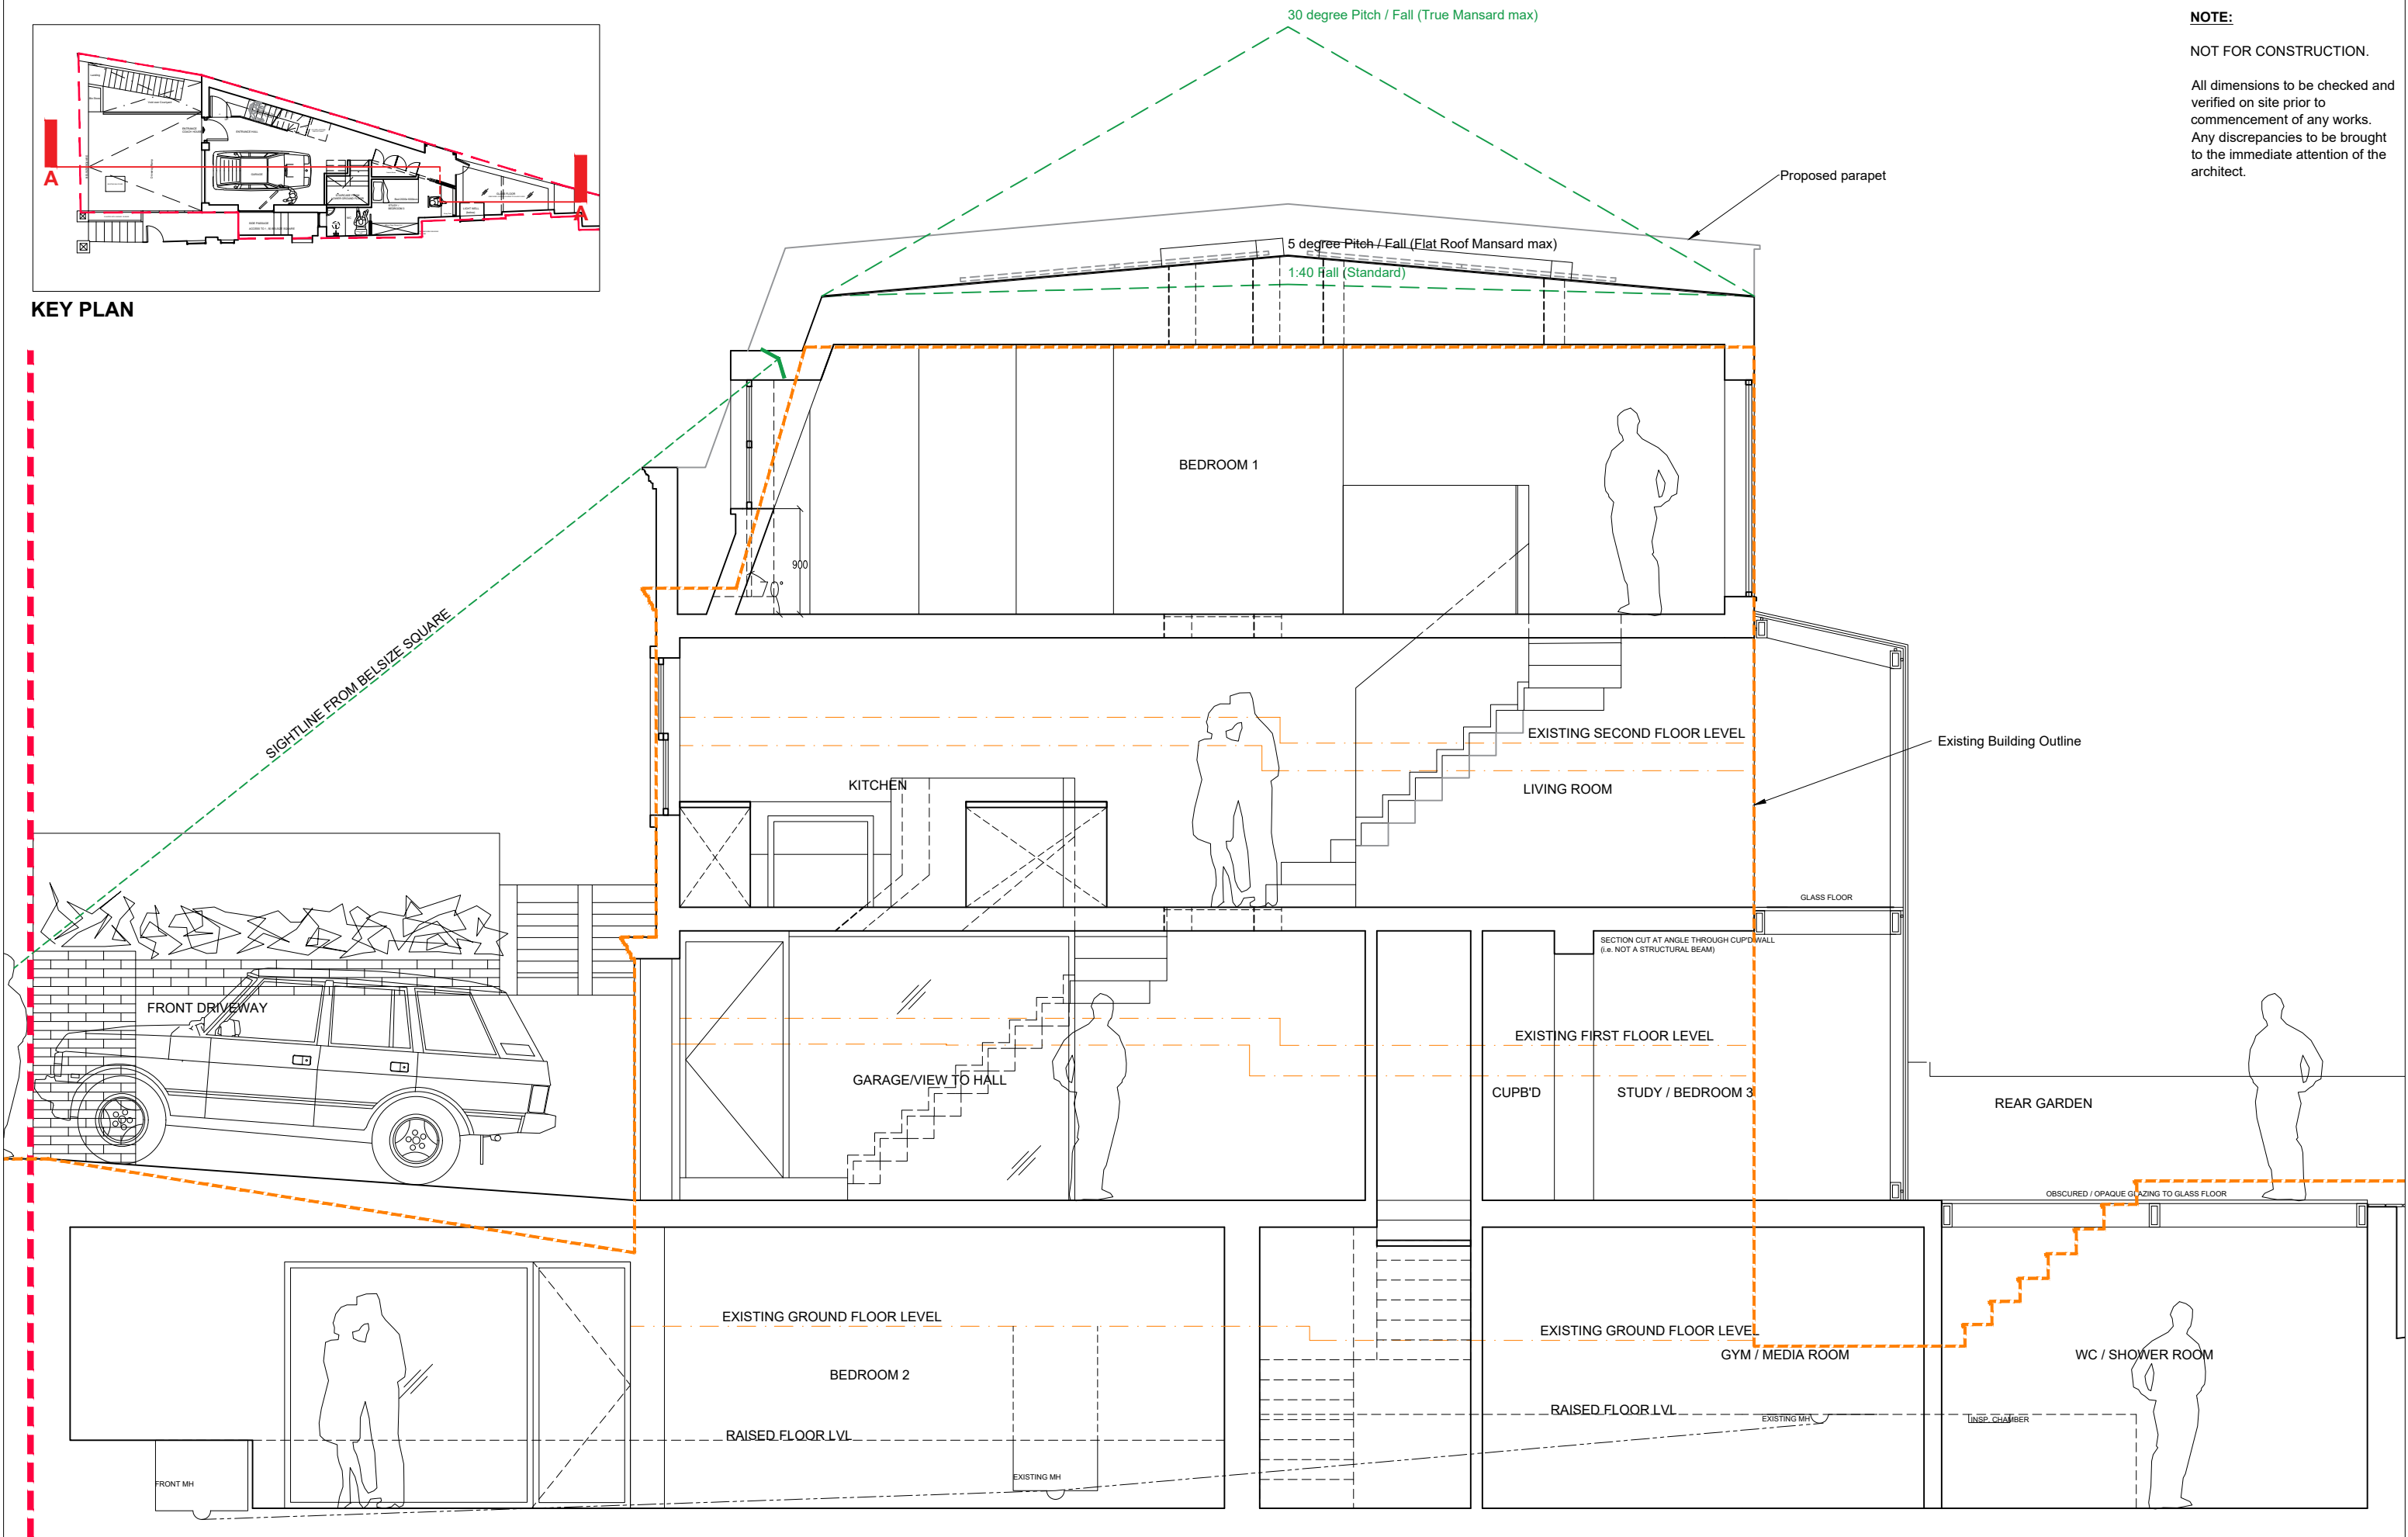 30 degree Pitch / Fall (True Mansard max)
NOTE:
NOT FOR CONSTRUCTION.
All dimensions to be checked and
verified on site prior to
commencement of any works.
Any discrepancies to be brought
to the immediate attention of the
architect.
A
A
ENTRANCE HALL
GARAGE
KEY PLAN
Proposed parapet
5 degree Pitch / Fall (Flat Roof Mansard max)
1:40 Fall (Standard)
BEDROOM 1
900
SIGHTLINE FROM BELSIZE SQUARE
EXISTING SECOND FLOOR LEVEL
Existing Building Outline
KITCHEN
LIVING ROOM
GLASS FLOOR
SECTION CUT AT ANGLE THROUGH CUP'D WALL
(i.e. NOT A STRUCTURAL BEAM)
FRONT DRIVEWAY
EXISTING FIRST FLOOR LEVEL
GARAGE/VIEW TO HALL
CUPB'D
STUDY / BEDROOM 3
REAR GARDEN
OBSCURED / OPAQUE GLAZING TO GLASS FLOOR
EXISTING GROUND FLOOR LEVEL
EXISTING GROUND FLOOR LEVEL
GYM / MEDIA ROOM
WC / SHOWER ROOM
BEDROOM 2
RAISED FLOOR LVL
EXISTING MH
INSP. CHAMBER
RAISED FLOOR LVL
FRONT MH
EXISTING MH